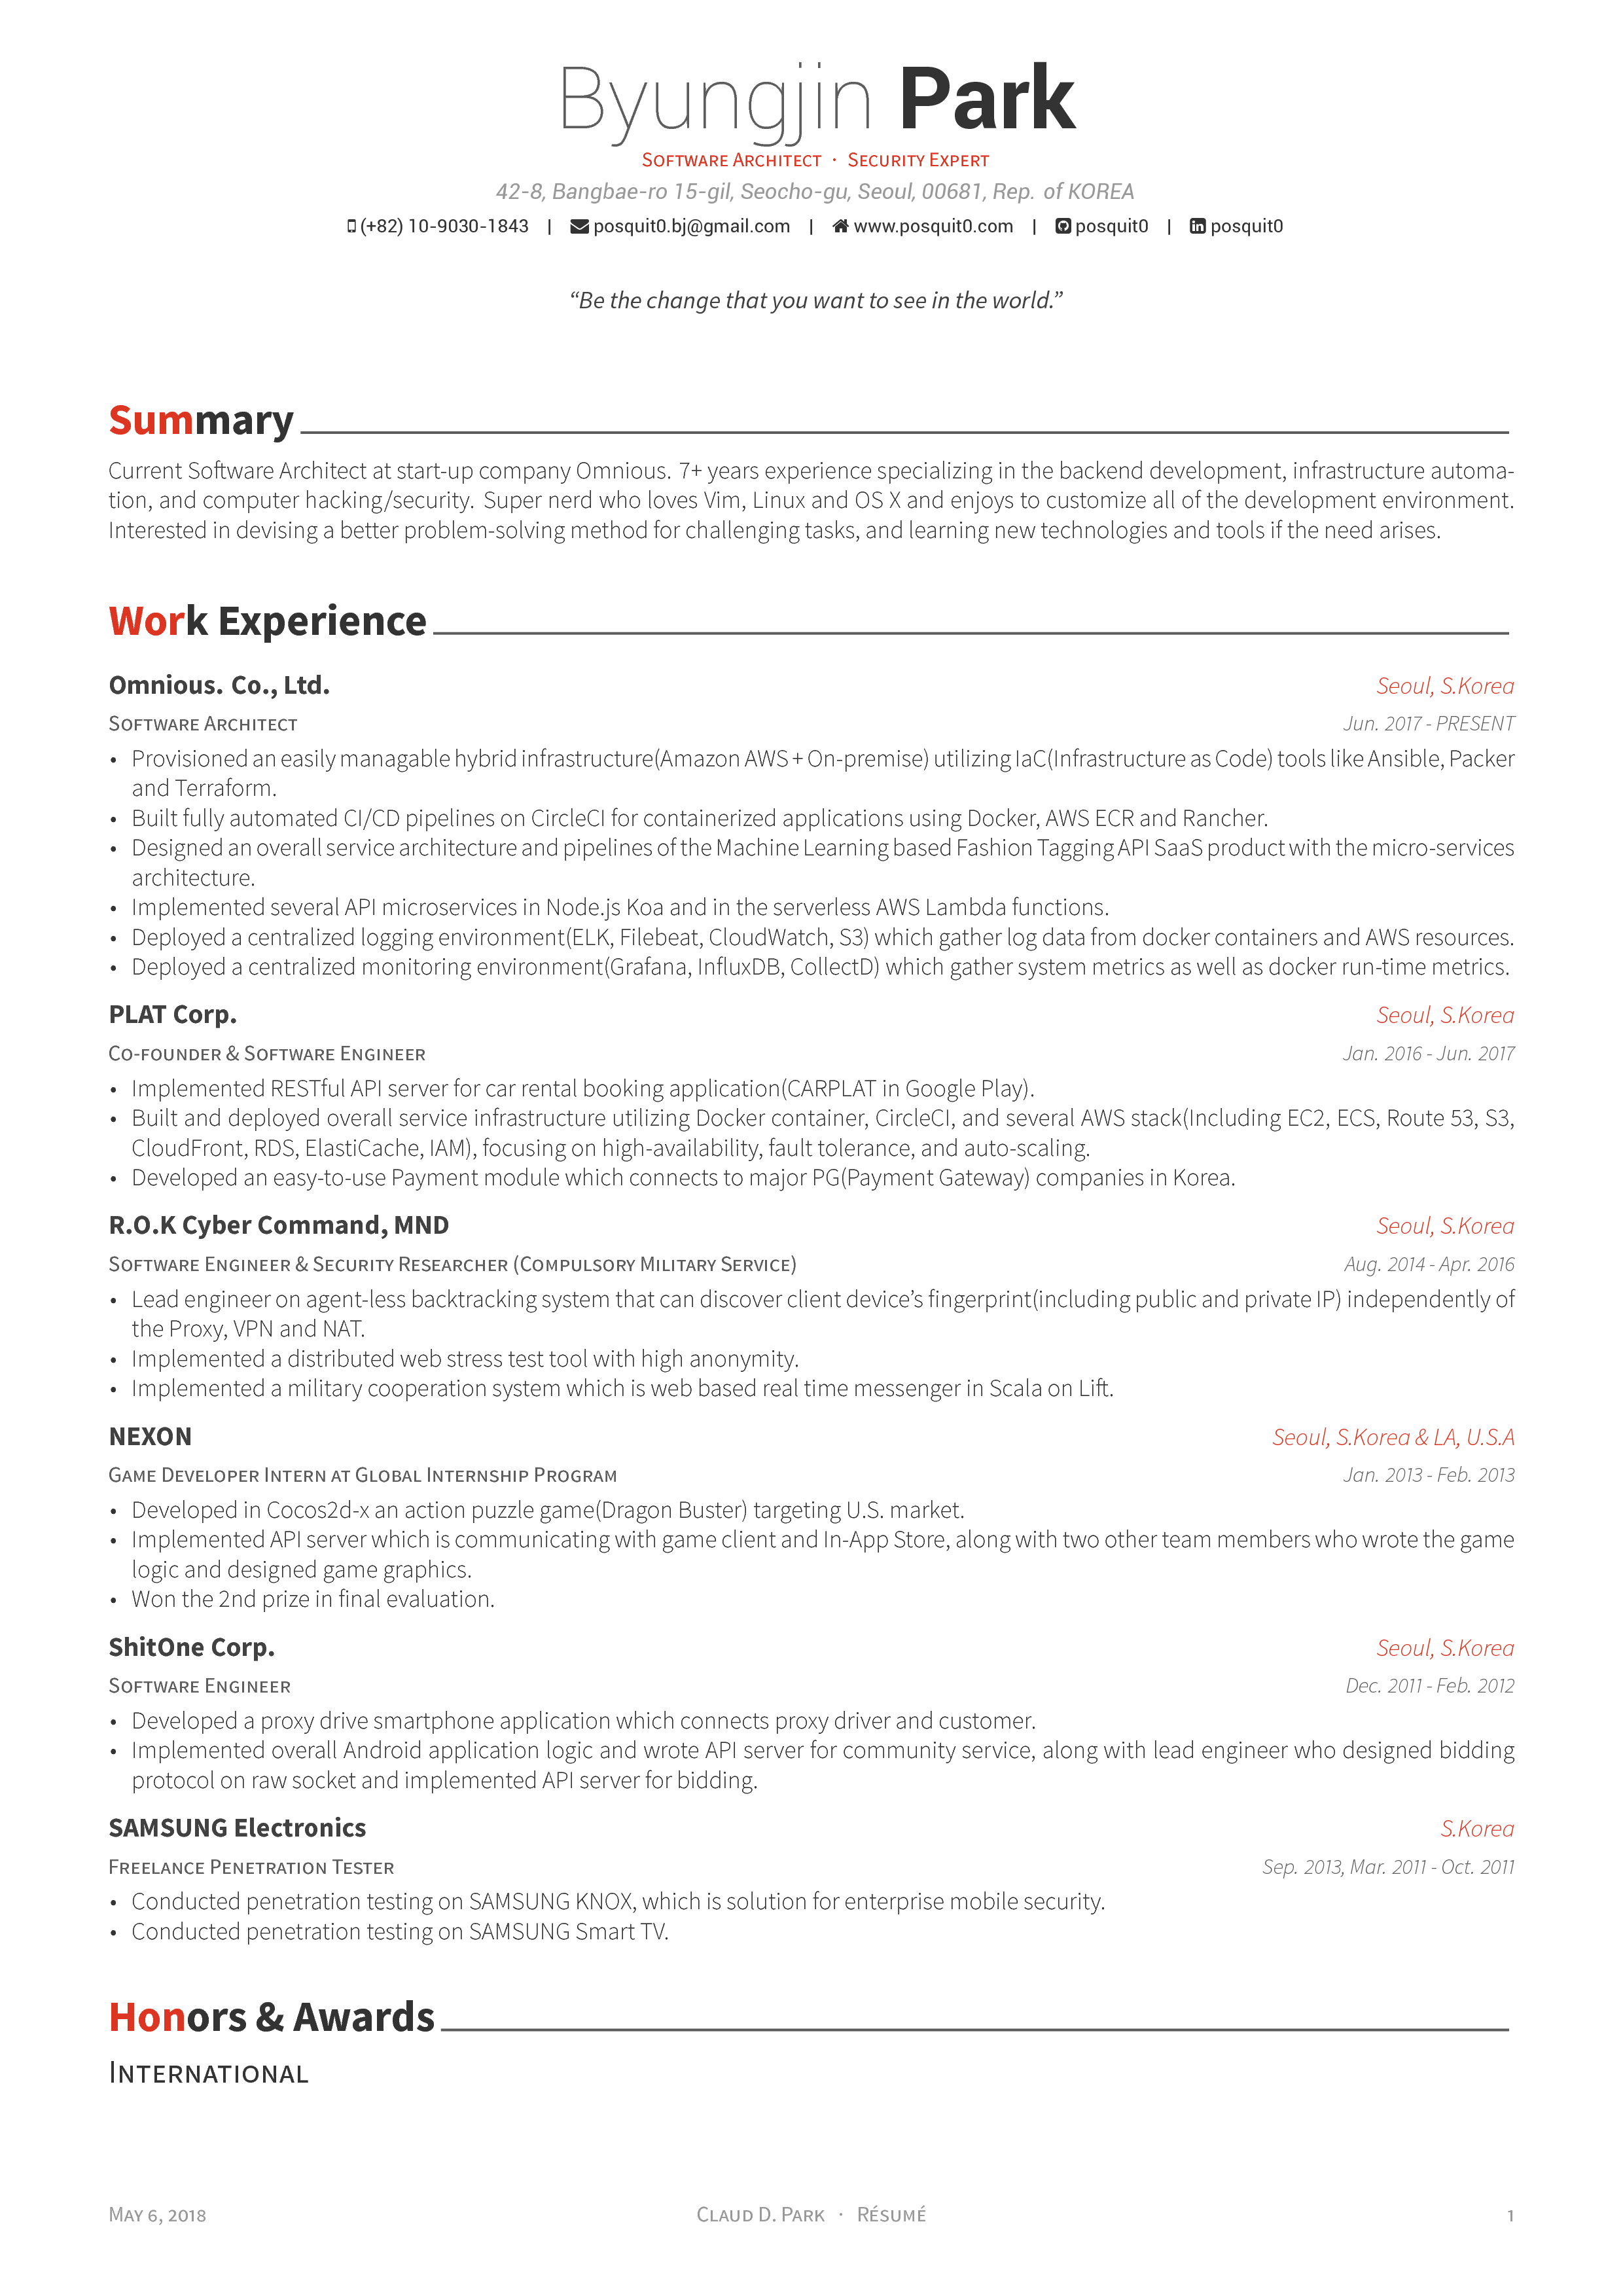 Byungjin Park
Software Architect · Security Expert
42-8, Bangbae-ro 15-gil, Seocho-gu, Seoul, 00681, Rep. of KOREA
(+82) 10-9030-1843 | posquit0.bj@gmail.com | www.posquit0.com | posquit0 | posquit0
“Be the change that you want to see in the world.”
Summary
Current Software Architect at start-up company Omnious. 7+ years experience specializing in the backend development, infrastructure automa-
tion, and computer hacking/security. Super nerd who loves Vim, Linux and OS X and enjoys to customize all of the development environment.
Interested in devising a better problem-solving method for challenging tasks, and learning new technologies and tools if the need arises.
Work Experience
Omnious. Co., Ltd. Seoul, S.Korea
Software Architect Jun. 2017 - PRESENT
• Provisioned an easily managable hybrid infrastructure(Amazon AWS + On-premise) utilizing IaC(Infrastructure as Code) tools like Ansible, Packer
and Terraform.
• Built fully automated CI/CD pipelines on CircleCI for containerized applications using Docker, AWS ECR and Rancher.
• Designed an overall service architecture and pipelines of the Machine Learning based Fashion Tagging API SaaS product with the micro-services
architecture.
• Implemented several API microservices in Node.js Koa and in the serverless AWS Lambda functions.
• Deployed a centralized logging environment(ELK, Filebeat, CloudWatch, S3) which gather log data from docker containers and AWS resources.
• Deployed a centralized monitoring environment(Grafana, InfluxDB, CollectD) which gather system metrics as well as docker run-time metrics.
PLAT Corp. Seoul, S.Korea
Co-founder & Software Engineer Jan. 2016 - Jun. 2017
• Implemented RESTful API server for car rental booking application(CARPLAT in Google Play).
• Built and deployed overall service infrastructure utilizing Docker container, CircleCI, and several AWS stack(Including EC2, ECS, Route 53, S3,
CloudFront, RDS, ElastiCache, IAM), focusing on high-availability, fault tolerance, and auto-scaling.
• Developed an easy-to-use Payment module which connects to major PG(Payment Gateway) companies in Korea.
R.O.K Cyber Command, MND Seoul, S.Korea
Software Engineer & Security Researcher (Compulsory Military Service) Aug. 2014 - Apr. 2016
• Lead engineer on agent-less backtracking system that can discover client device’s fingerprint(including public and private IP) independently of
the Proxy, VPN and NAT.
• Implemented a distributed web stress test tool with high anonymity.
• Implemented a military cooperation system which is web based real time messenger in Scala on Lift.
NEXON Seoul, S.Korea & LA, U.S.A
Game Developer Intern at Global Internship Program Jan. 2013 - Feb. 2013
• Developed in Cocos2d-x an action puzzle game(Dragon Buster) targeting U.S. market.
• Implemented API server which is communicating with game client and In-App Store, along with two other team members who wrote the game
logic and designed game graphics.
• Won the 2nd prize in final evaluation.
ShitOne Corp. Seoul, S.Korea
Software Engineer Dec. 2011 - Feb. 2012
• Developed a proxy drive smartphone application which connects proxy driver and customer.
• Implemented overall Android application logic and wrote API server for community service, along with lead engineer who designed bidding
protocol on raw socket and implemented API server for bidding.
SAMSUNG Electronics S.Korea
Freelance Penetration Tester Sep. 2013, Mar. 2011 - Oct. 2011
• Conducted penetration testing on SAMSUNG KNOX, which is solution for enterprise mobile security.
• Conducted penetration testing on SAMSUNG Smart TV.
Honors & Awards
International
May 6, 2018 Claud D. Park · Résumé 1